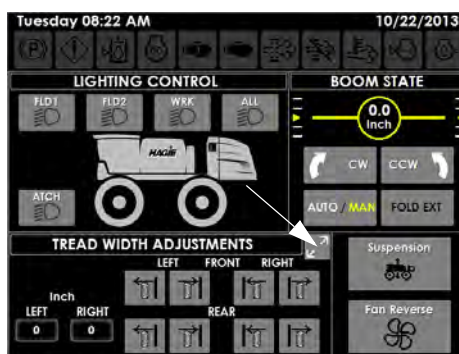 Tuesday 08:22 AM 10/22/2013
LIGHTING CONTROL
BOOM STATE
FLD1 FLD2 WRK ALL
0.0
Inch
HAGIE
CW CCW
ATCH
AUTO / MAN FOLD EXT
TREAD WIDTH ADJUSTMENTS
LEFT FRONT RIGHT
Suspension
Inch
LEFT RIGHT
REAR
0 0
Fan Reverse